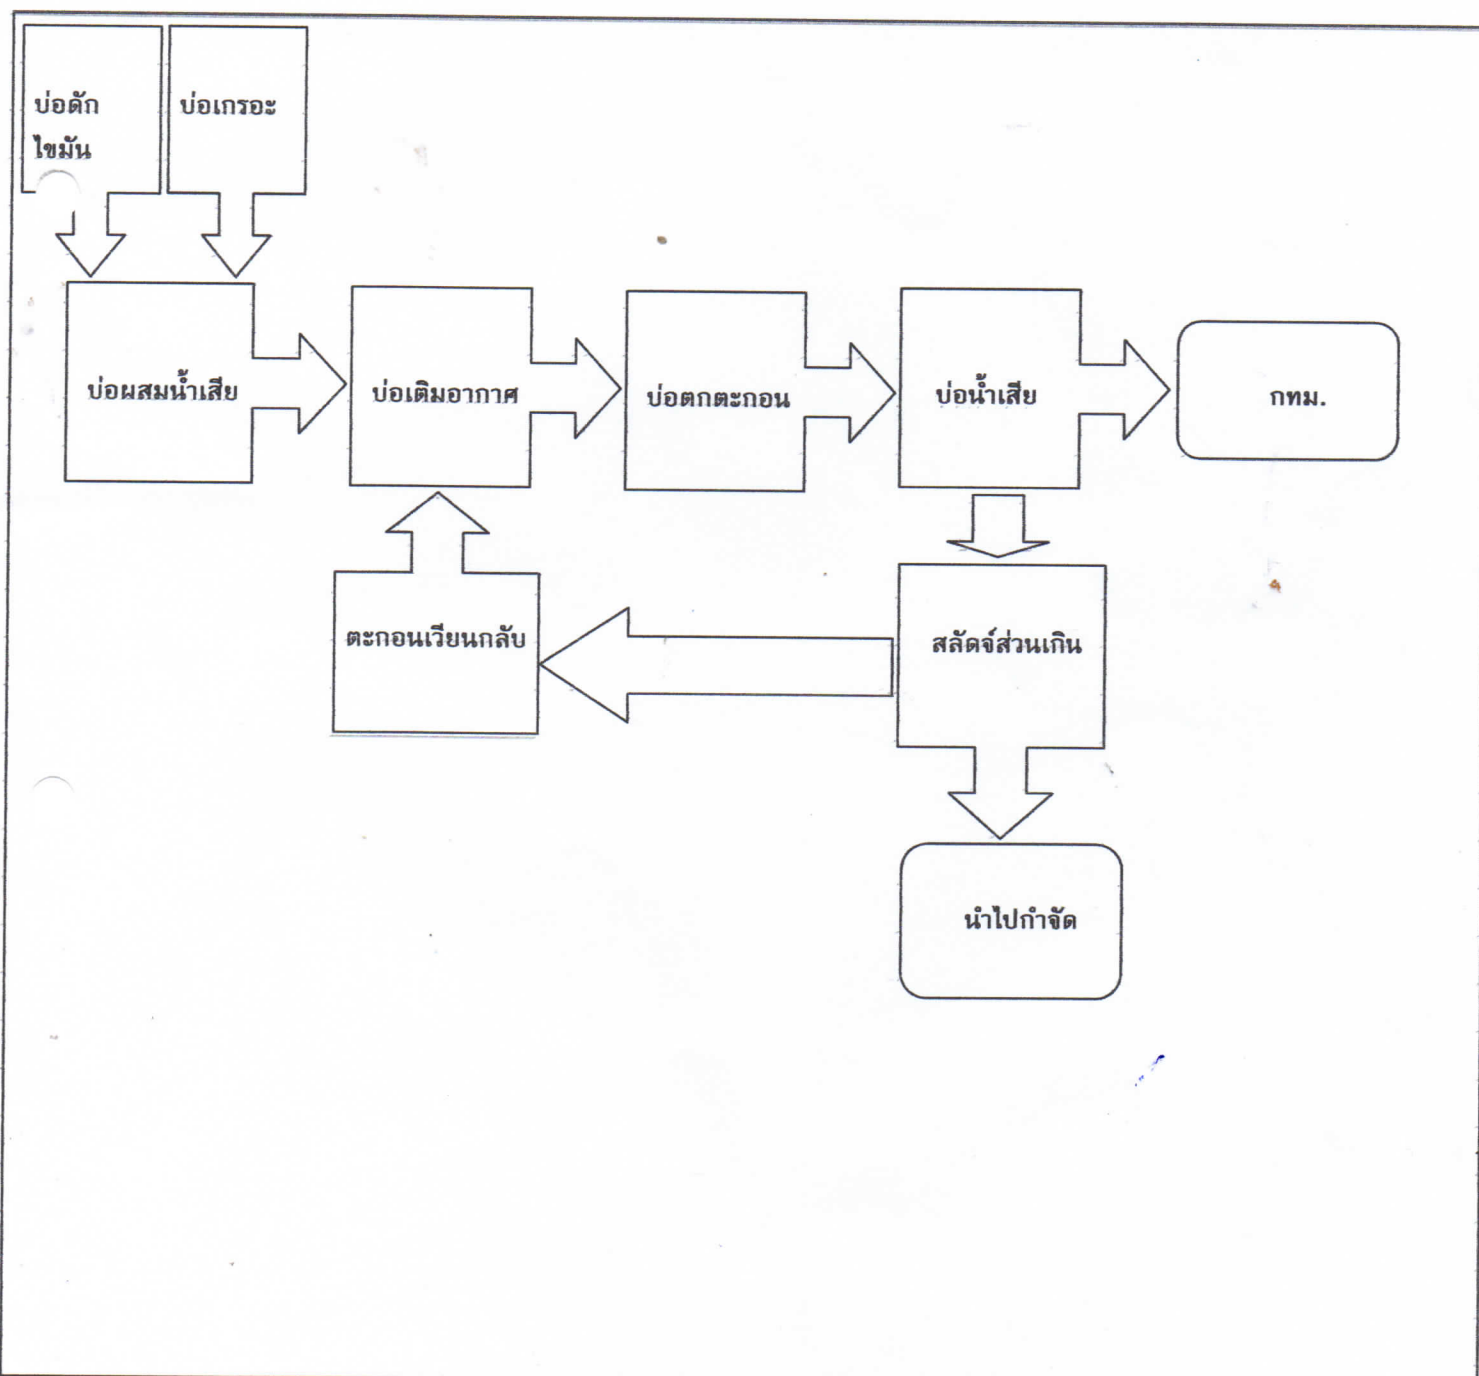 บ่อดัก
ไขมัน
บ่อเกรอะ
บ่อผสมน้ำเสีย
บ่อเติมอากาศ
บ่อตกตะกอน
บ่อน้ำเสีย
กทม.
ตะกอนเวียนกลับ
สลัดจ์ส่วนเกิน
นำไปกำจัด